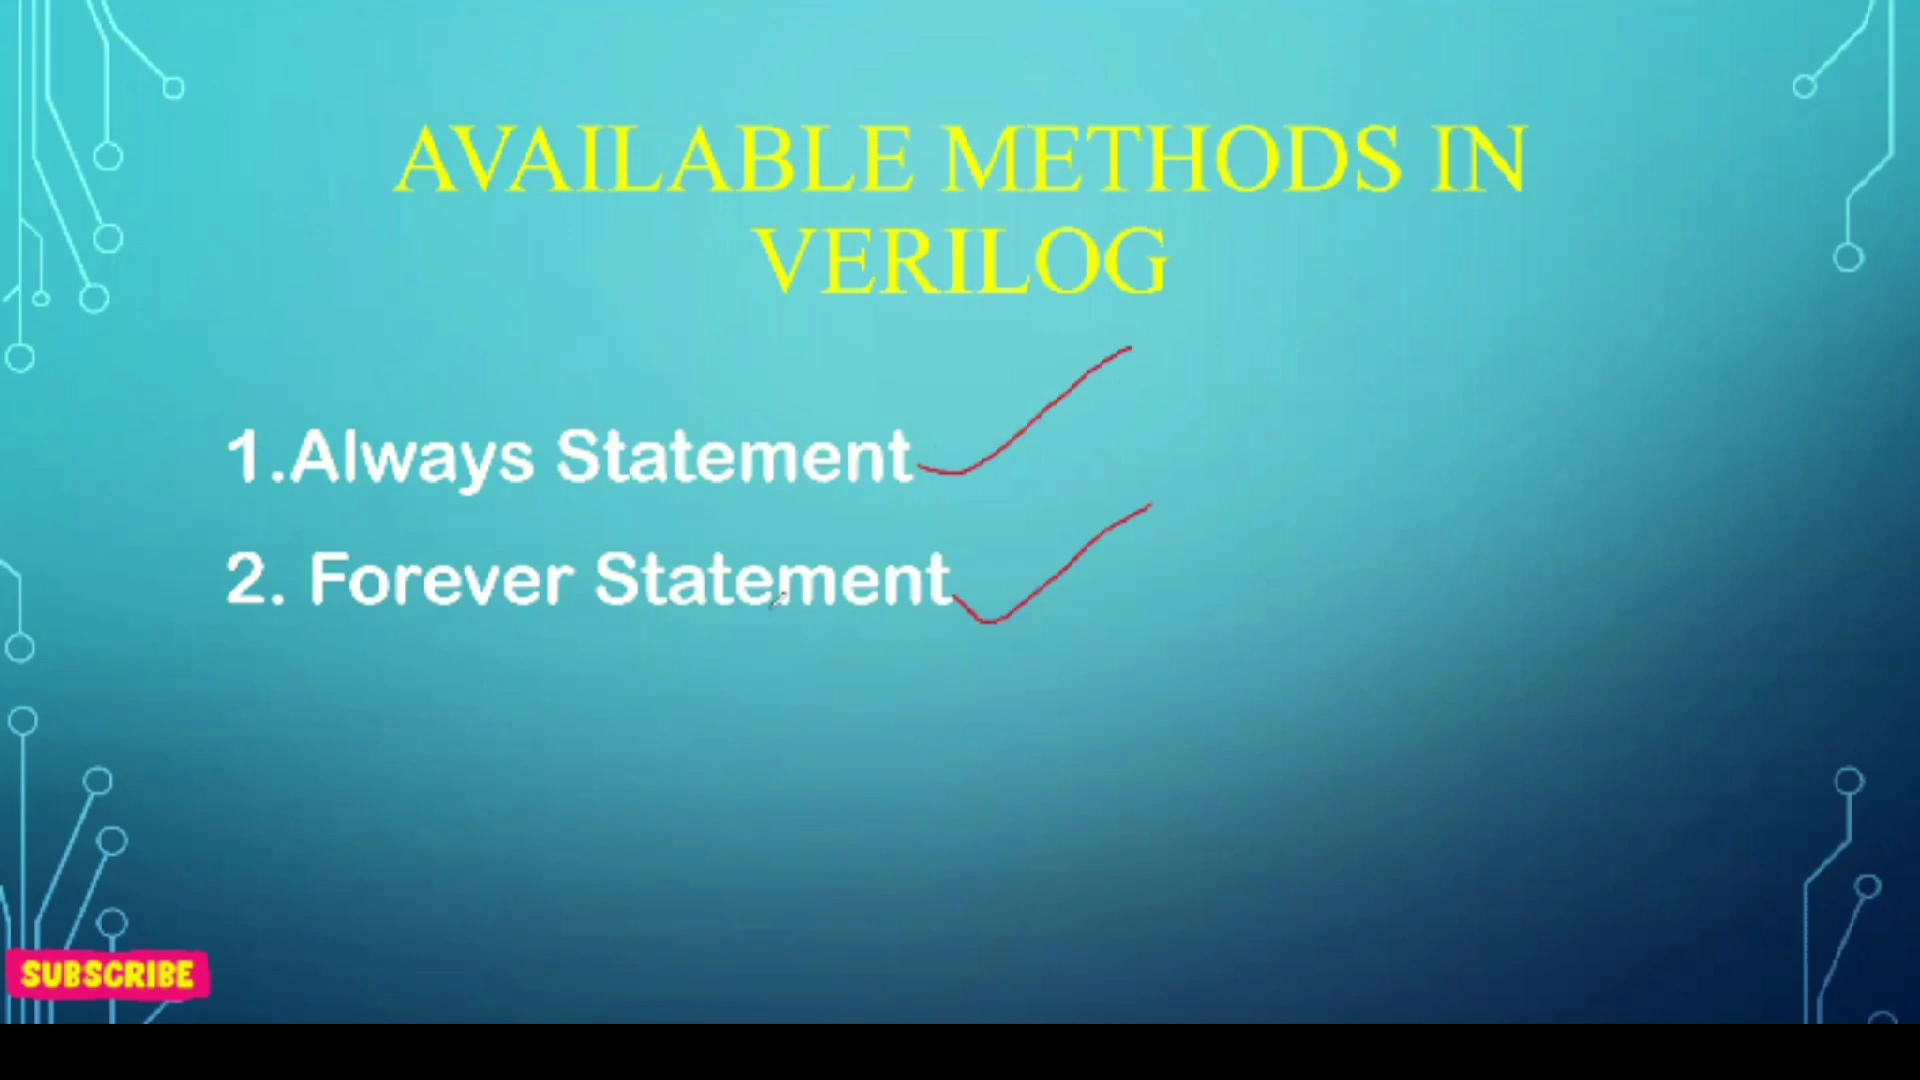 AVAILABLE METHODS IN
VERILOG
1.Always Statement
2. Forever Statement
SUBSCRIBE